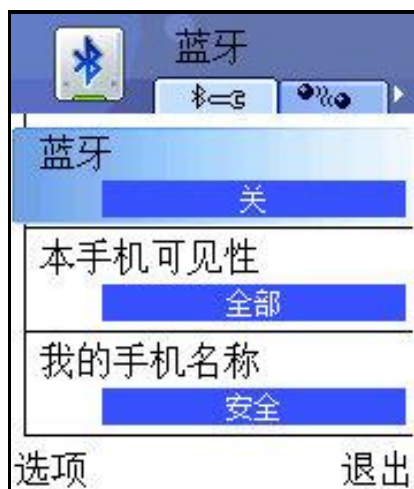 蓝牙
蓝牙
关
本手机可见性
全部
我的手机名称
安全
选项 退出